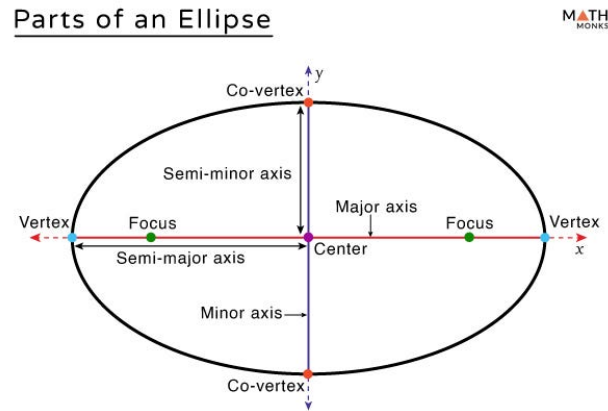 Parts of an Ellipse
MATH
MONKS
y
Co-vertex
Semi-minor axis
Major axis
Vertex
Focus
Focus
Vertex
Center
x
Semi-major axis
Minor axis
Co-vertex